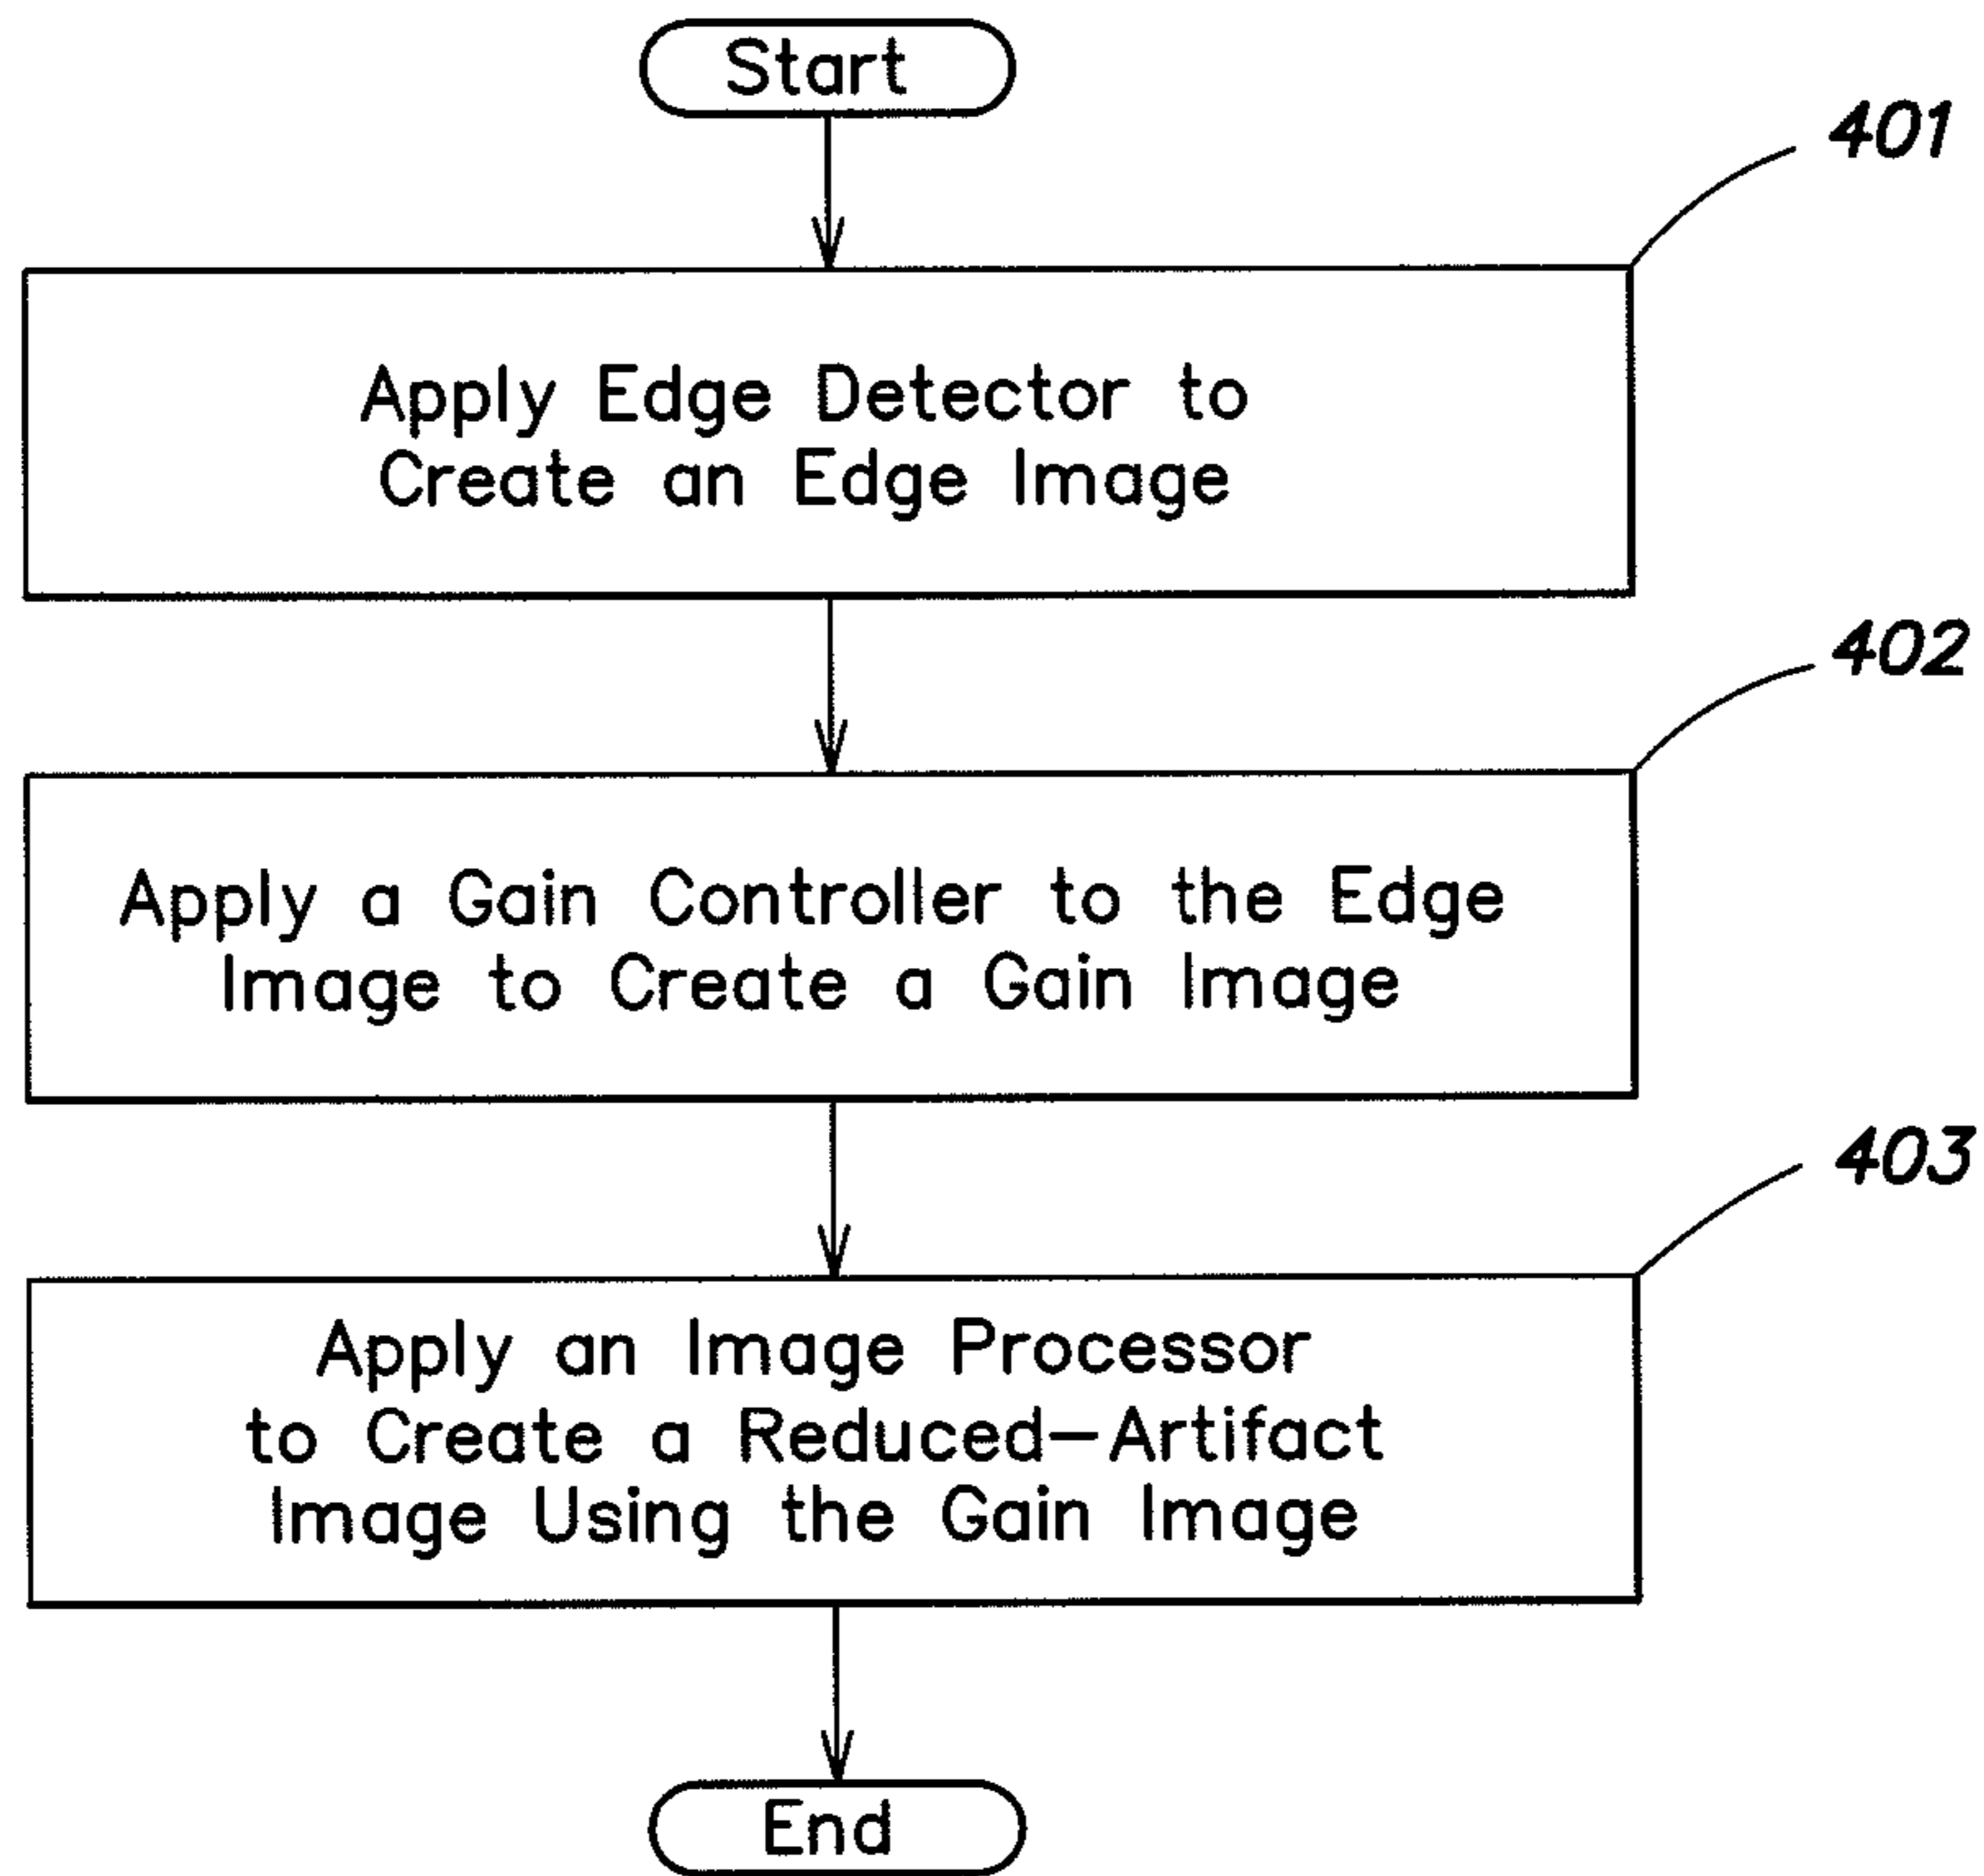 Start
401
Apply Edge Detector to
Create an Edge Image
402
Apply a Gain Controller to the Edge
Image to Create a Gain Image
403
Apply an Image Processor
to Create a Reduced-Artifact
Image Using the Gain Image
End